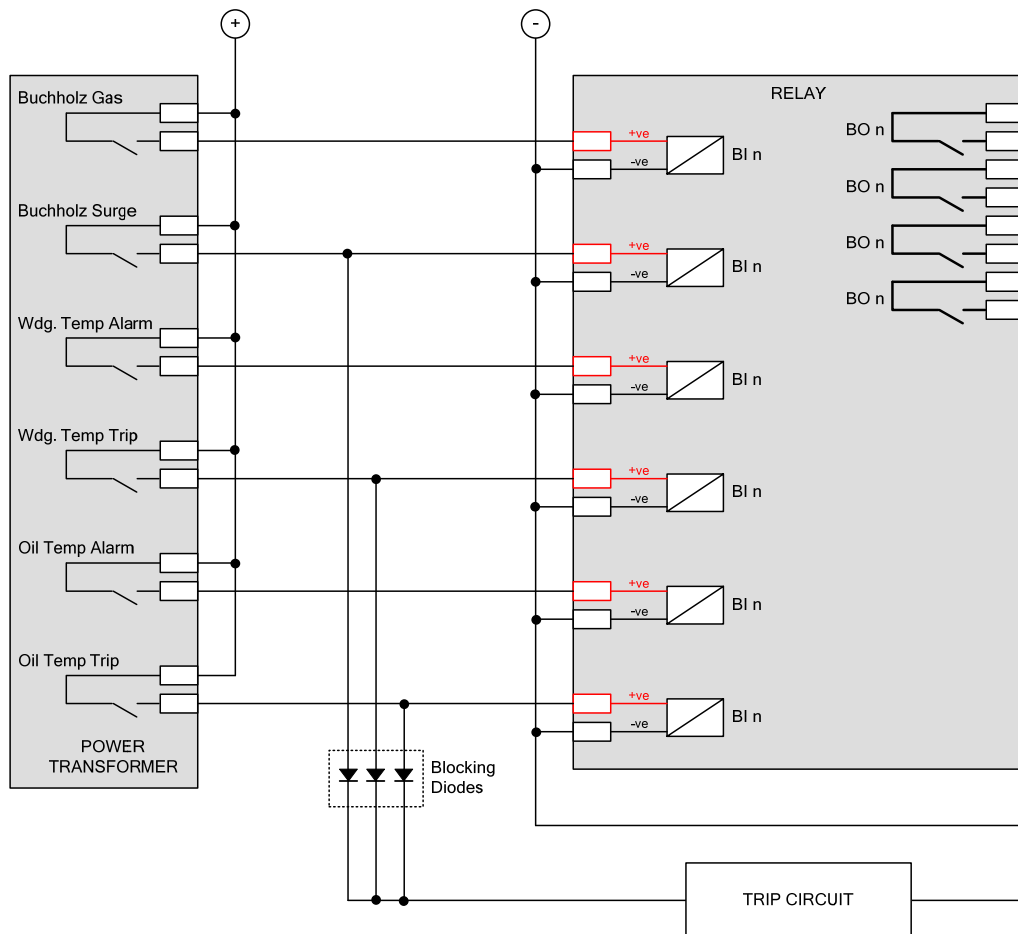 +
-
Buchholz Gas
RELAY
BO n
+ve
BI n
-ve
BO n
Buchholz Surge
BO n
+ve
BI n
-ve
BO n
Wdg. Temp Alarm
+ve
BI n
-ve
Wdg. Temp Trip
+ve
BI n
-ve
Oil Temp Alarm
+ve
BI n
-ve
Oil Temp Trip
+ve
BI n
-ve
POWER
TRANSFORMER
Blocking
Diodes
TRIP CIRCUIT